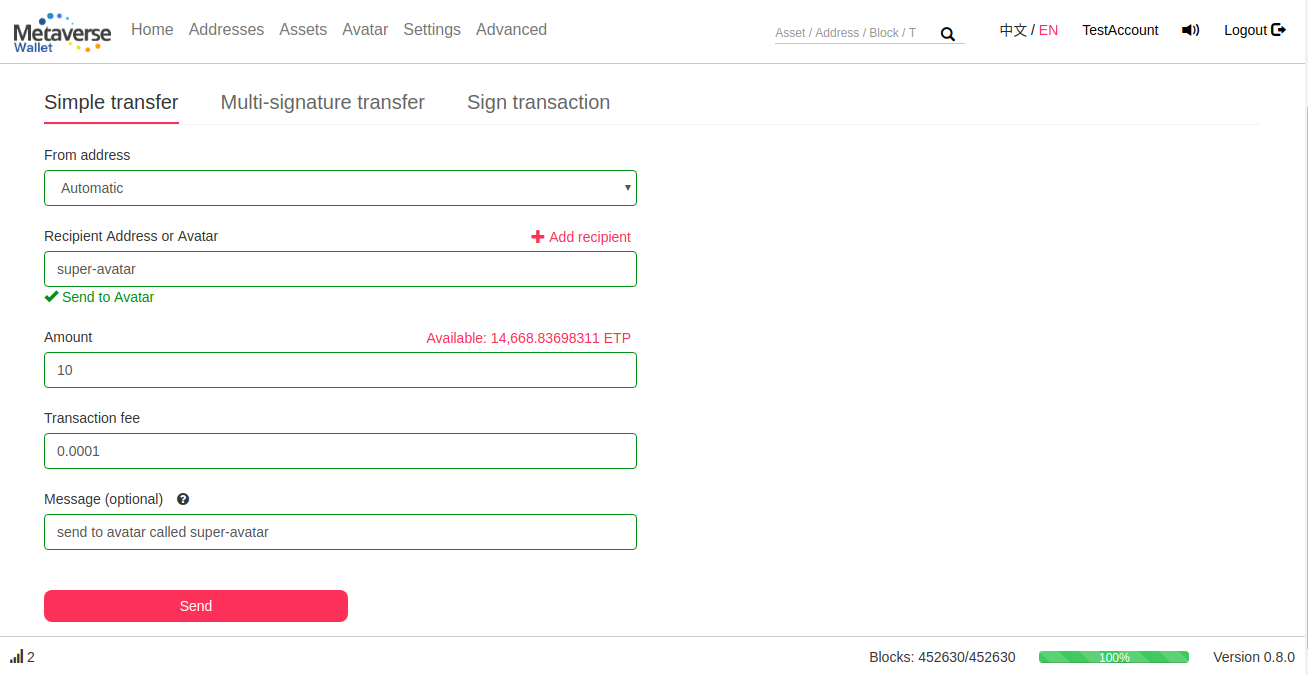 Metaverse
Wallet
Home Addresses Assets Avatar Settings Advanced
Asset / Address / Block / T
中文 / EN TestAccount Logout
Simple transfer Multi-signature transfer Sign transaction
From address
Automatic
Recipient Address or Avatar Add recipient
super-avatar
Send to Avatar
Amount Available: 14,668.83698311 ETP
10
Transaction fee
0.0001
Message (optional)
send to avatar called super-avatar
Send
2 Blocks: 452630/452630 100% Version 0.8.0